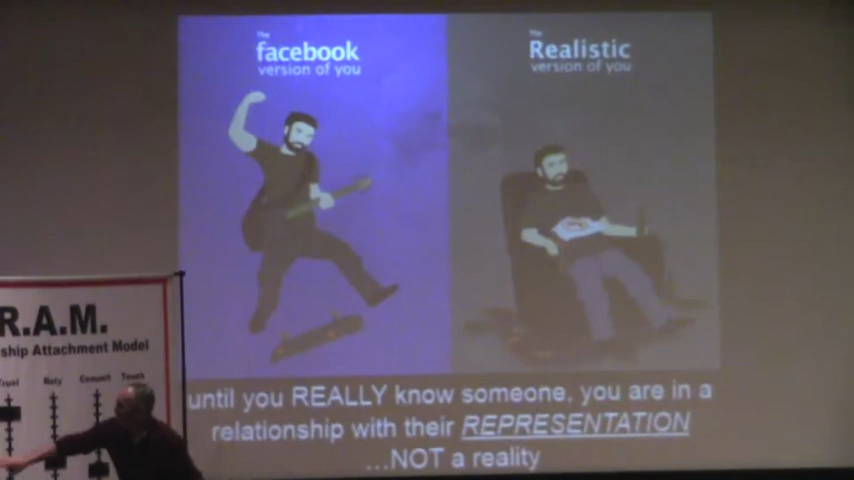 The
facebook
version of you
The
Realistic
version of you
R.A.M.
ship Attachment Model
Trust Rely Commit Touch
until you REALLY know someone, you are in a
relationship with their REPRESENTATION
...NOT a reality